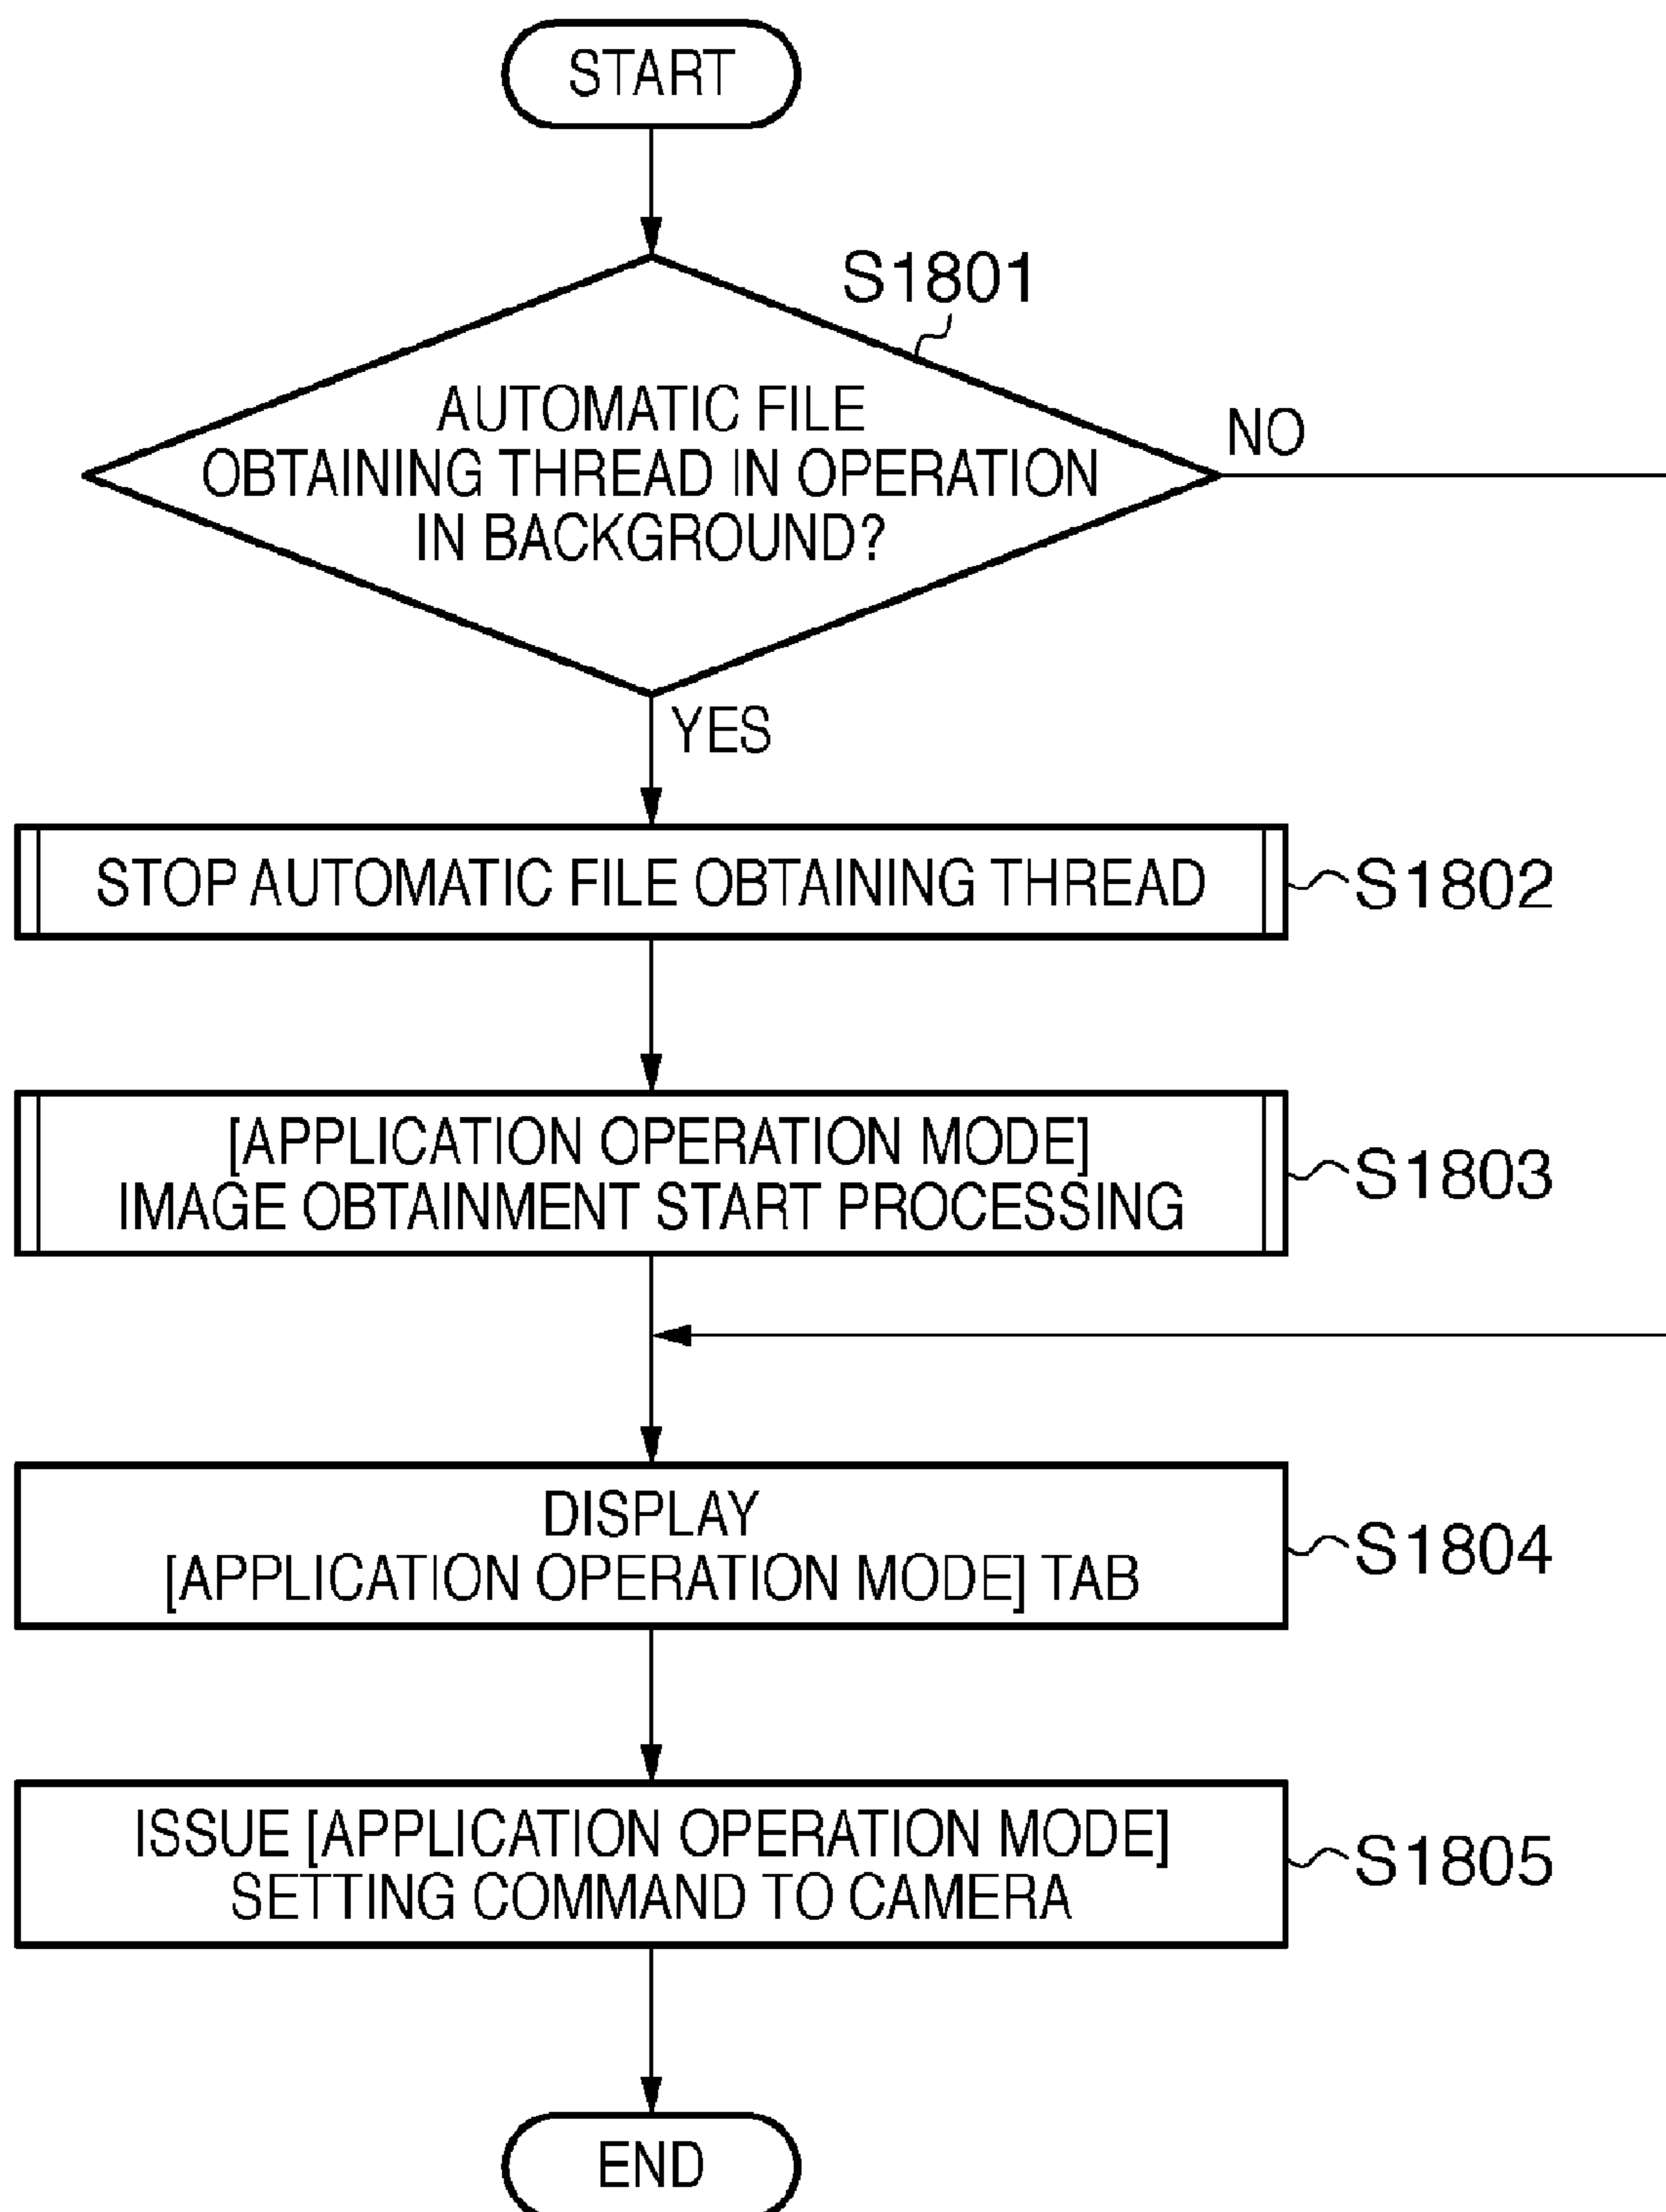 START
S1801
AUTOMATIC FILE
OBTAINING THREAD IN OPERATION
IN BACKGROUND?
NO
YES
STOP AUTOMATIC FILE OBTAINING THREAD
S1802
[APPLICATION OPERATION MODE]
IMAGE OBTAINMENT START PROCESSING
S1803
DISPLAY
[APPLICATION OPERATION MODE] TAB
S1804
ISSUE [APPLICATION OPERATION MODE]
SETTING COMMAND TO CAMERA
S1805
END